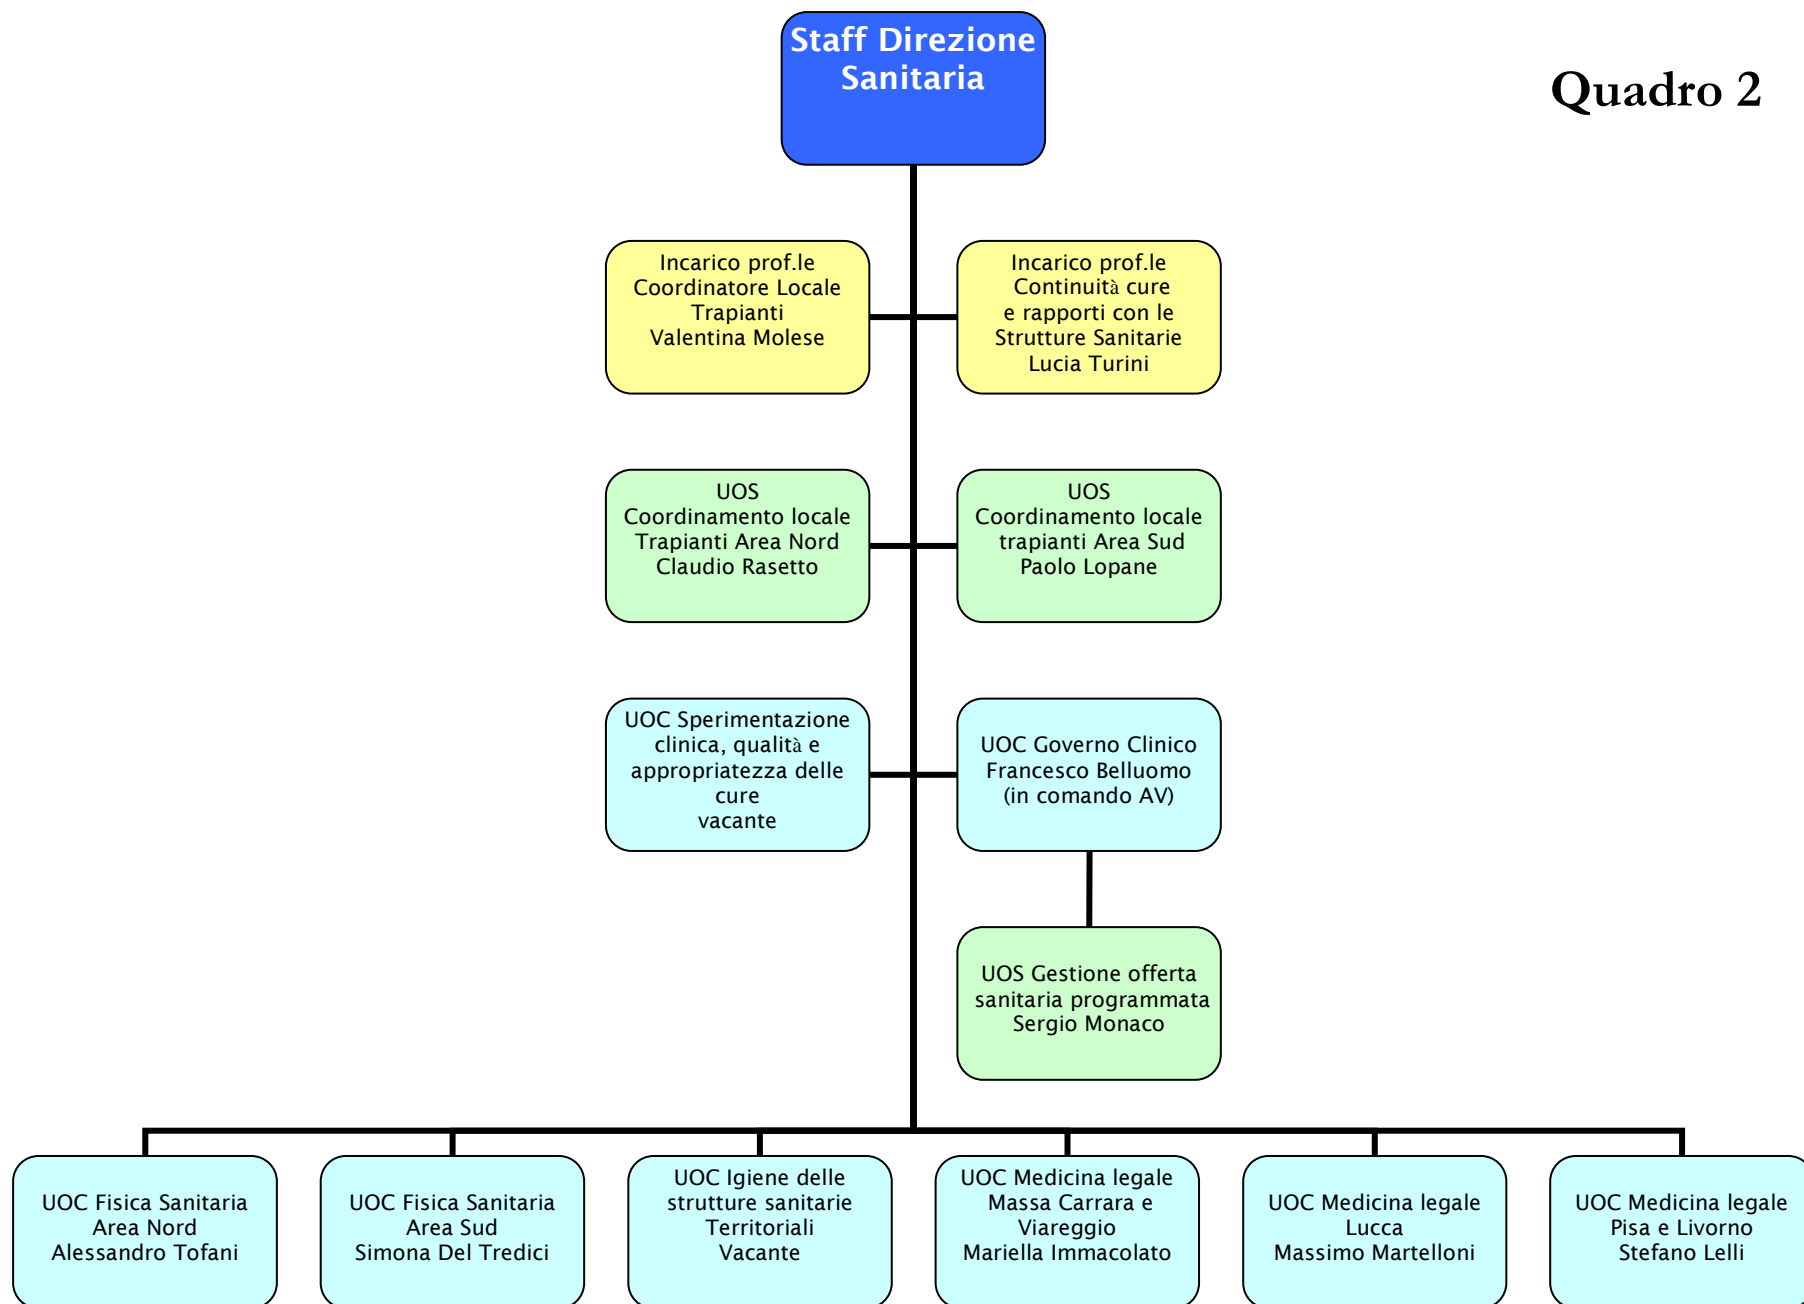 Staff Direzione
Sanitaria
Quadro 2
Incarico prof.le
Coordinatore Locale
Trapianti
Valentina Molese
Incarico prof.le
Continuità cure
e rapporti con le
Strutture Sanitarie
Lucia Turini
UOS
Coordinamento locale
Trapianti Area Nord
Claudio Rasetto
UOS
Coordinamento locale
trapianti Area Sud
Paolo Lopane
UOC Sperimentazione
clinica, qualità e
appropriatezza delle
cure
vacante
UOC Governo Clinico
Francesco Belluomo
(in comando AV)
UOS Gestione offerta
sanitaria programmata
Sergio Monaco
UOC Fisica Sanitaria
Area Nord
Alessandro Tofani
UOC Fisica Sanitaria
Area Sud
Simona Del Tredici
UOC Igiene delle
strutture sanitarie
Territoriali
Vacante
UOC Medicina legale
Massa Carrara e
Viareggio
Mariella Immacolato
UOC Medicina legale
Lucca
Massimo Martelloni
UOC Medicina legale
Pisa e Livorno
Stefano Lelli